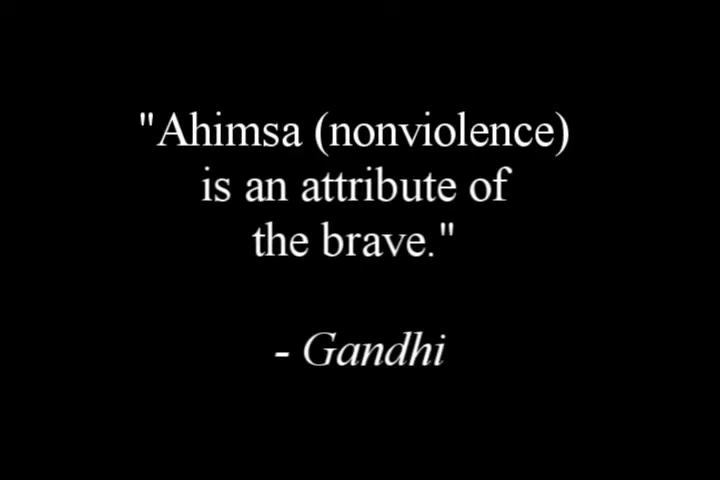 "Ahimsa (nonviolence)
is an attribute of
the brave."
- Gandhi